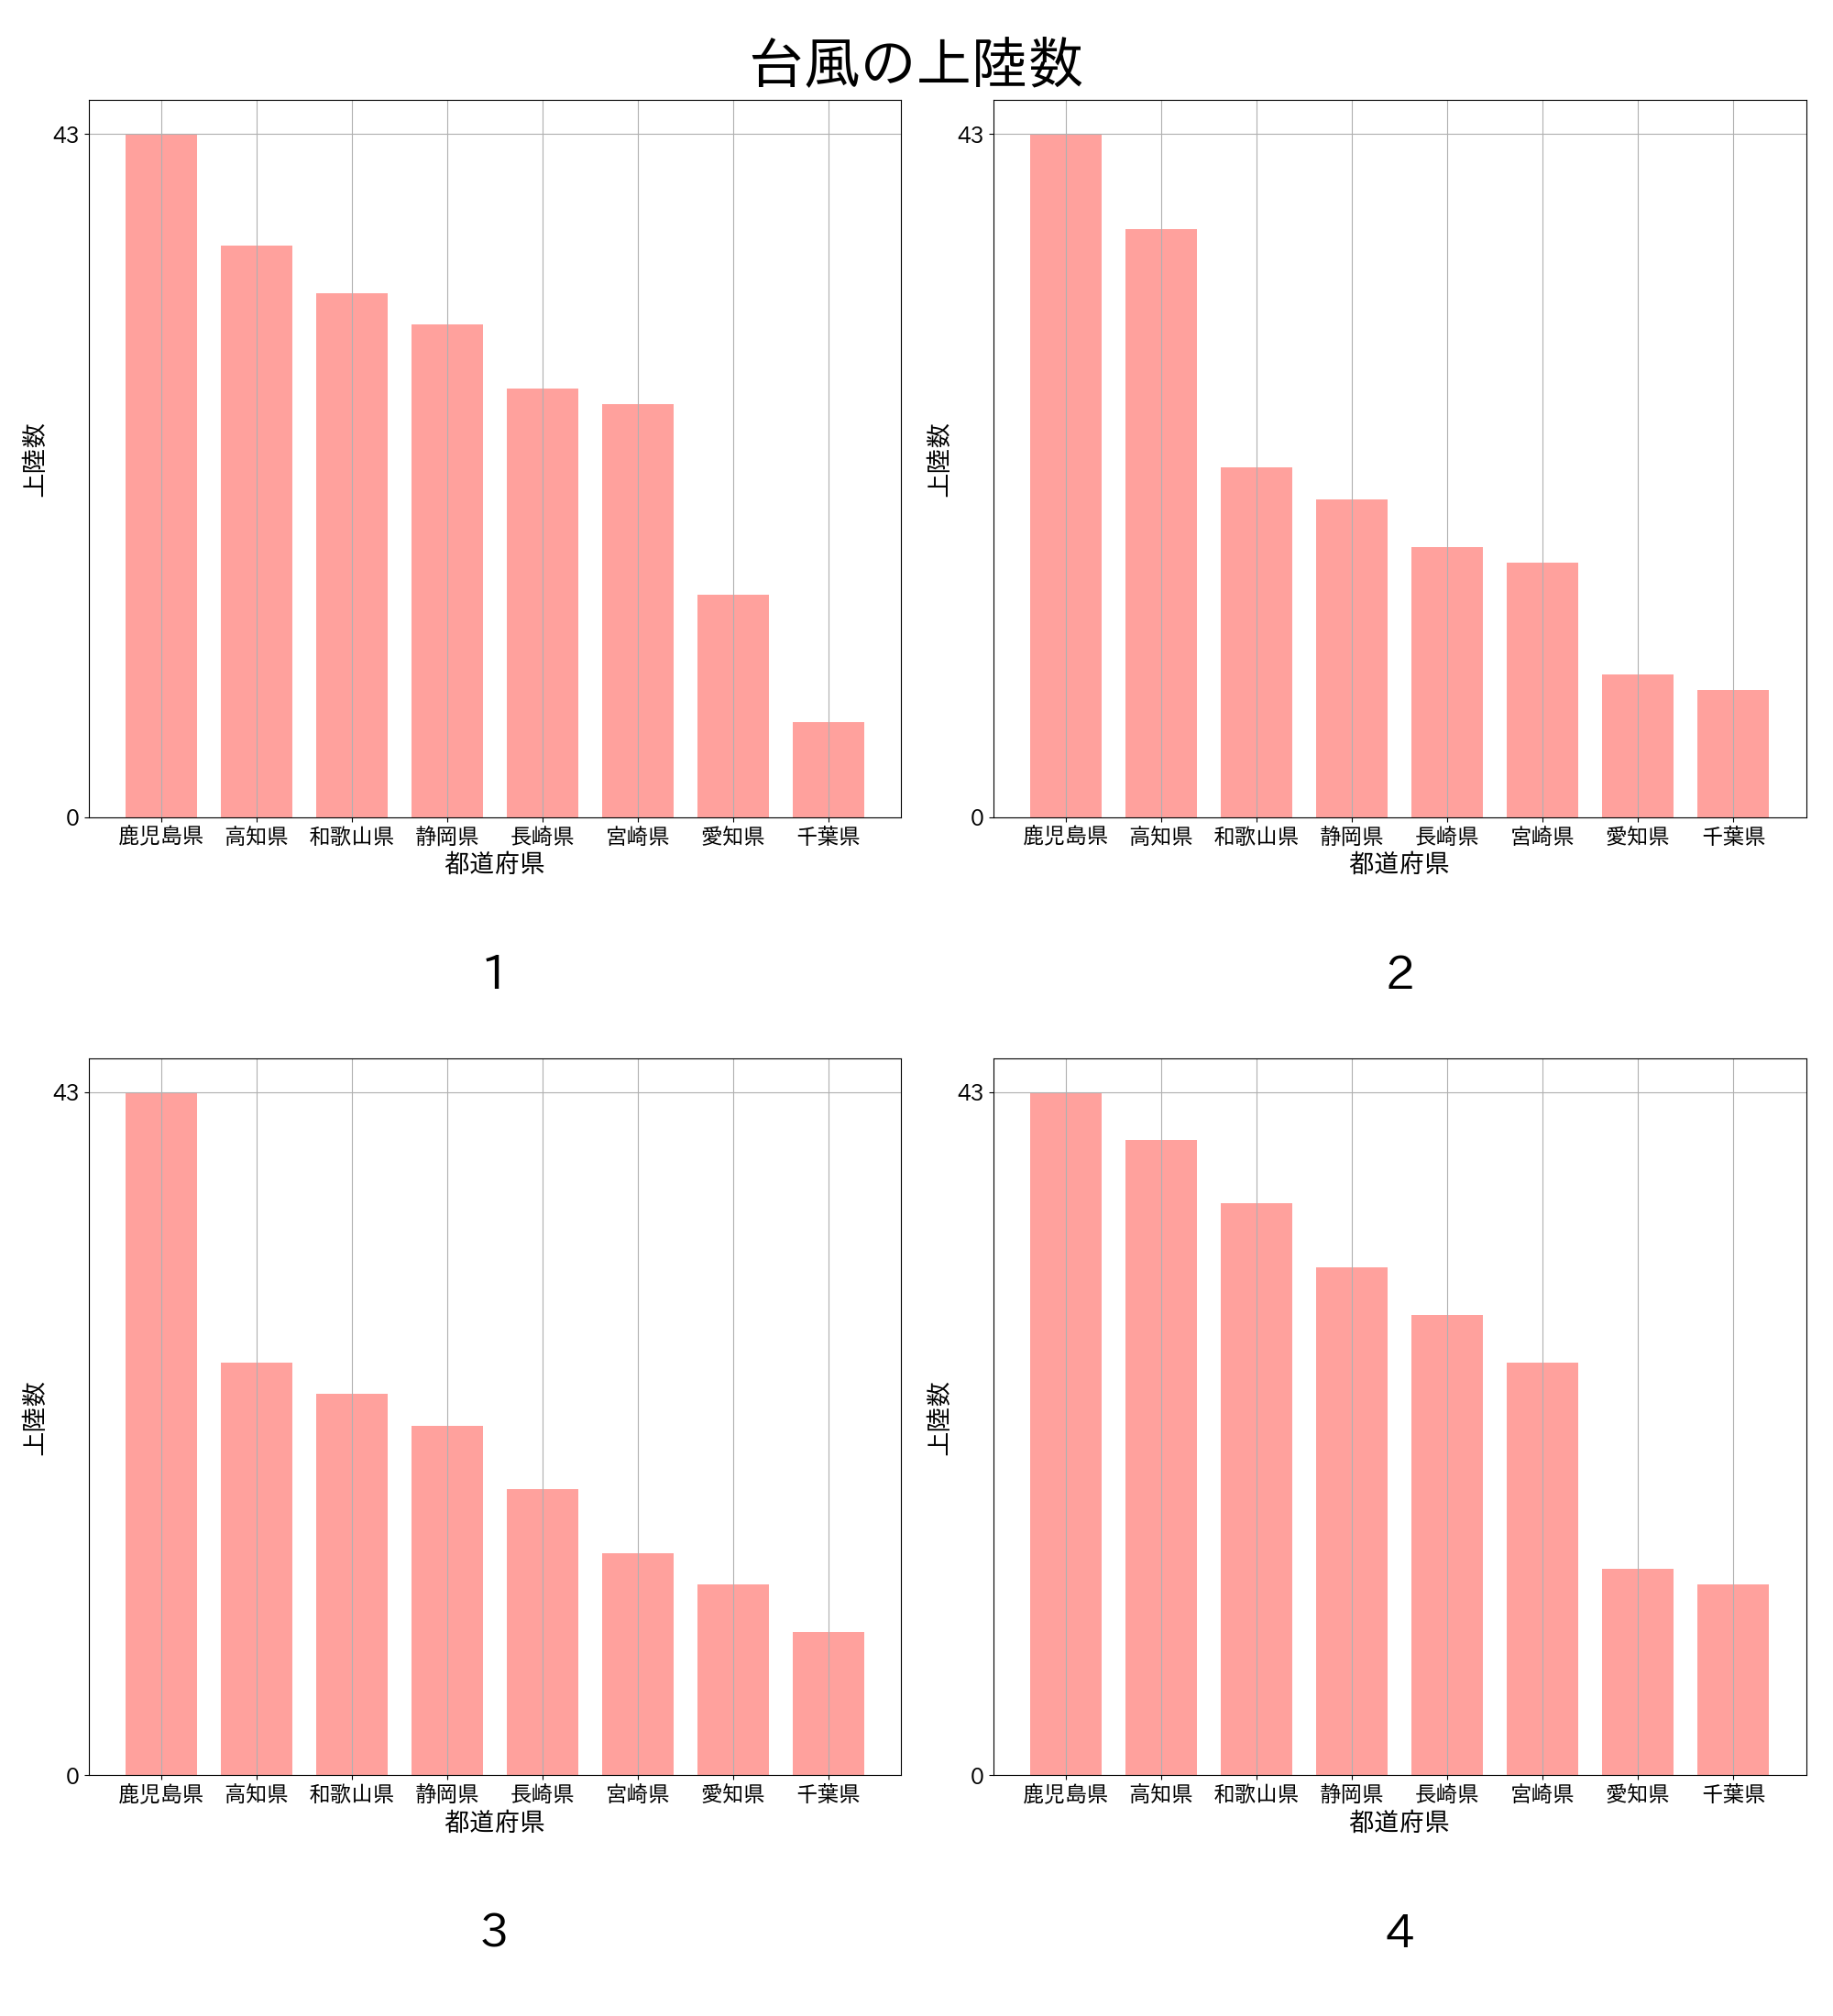 台風の上陸数
43
0
上陸数
鹿児島県 高知県 和歌山県 静岡県 長崎県 宮崎県 愛知県 千葉県
都道府県
1
43
0
上陸数
鹿児島県 高知県 和歌山県 静岡県 長崎県 宮崎県 愛知県 千葉県
都道府県
2
43
0
上陸数
鹿児島県 高知県 和歌山県 静岡県 長崎県 宮崎県 愛知県 千葉県
都道府県
3
43
0
上陸数
鹿児島県 高知県 和歌山県 静岡県 長崎県 宮崎県 愛知県 千葉県
都道府県
4